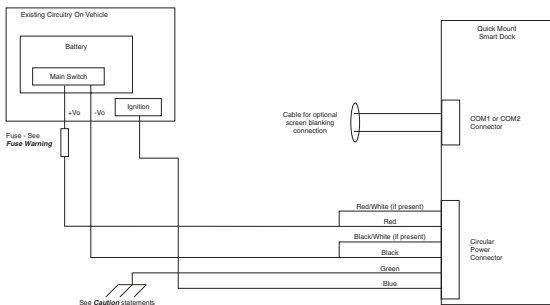 Existing Circuitry On Vehicle
Battery
Main Switch
+Vo
-Vo
Ignition
Fuse - See
Fuse Warning
Cable for optional
screen blanking
connection
Quick Mount
Smart Dock
COM1 or COM2
Connector
Red/White (if present)
Red
Black/White (if present)
Black
Green
Blue
Circular
Power
Connector
See Caution statements